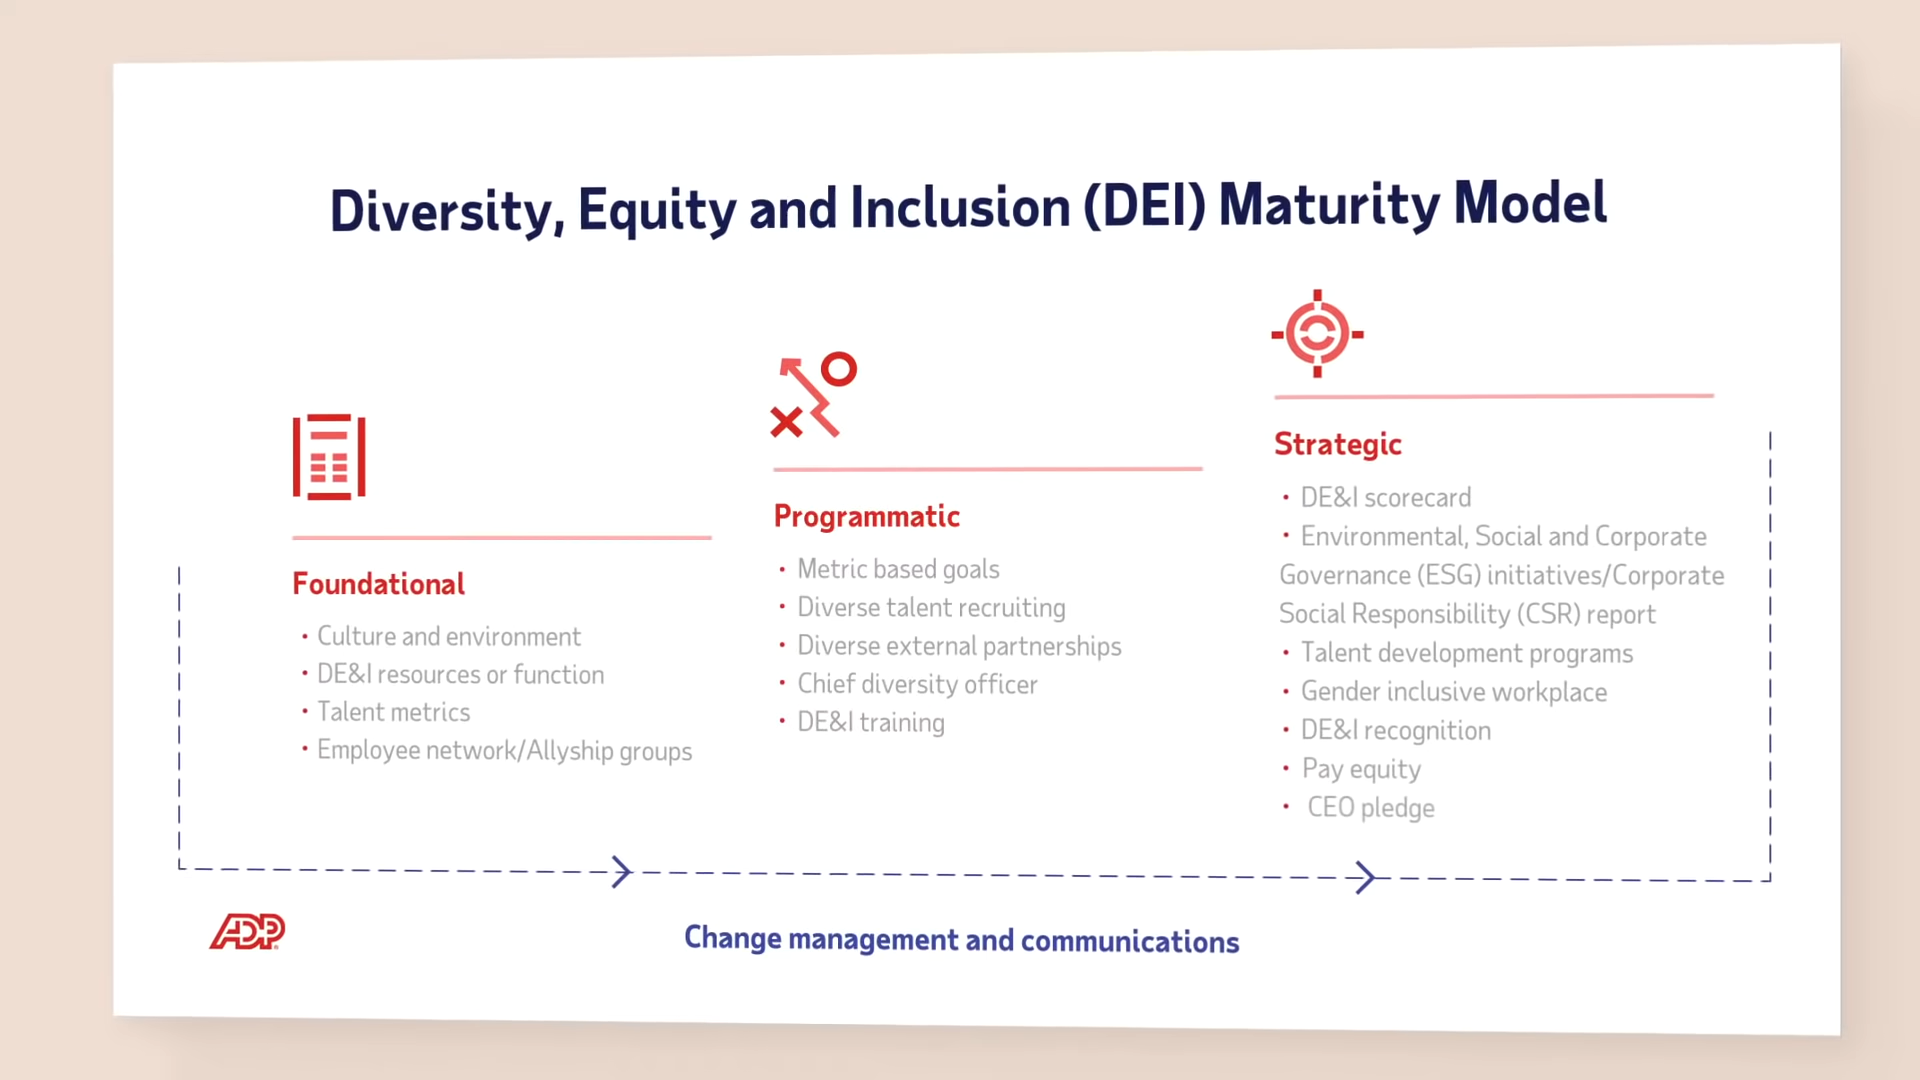 Diversity, Equity and Inclusion (DEI) Maturity Model
Foundational
• Culture and environment
• DE&I resources or function
• Talent metrics
• Employee network/Allyship groups
Programmatic
• Metric based goals
• Diverse talent recruiting
• Diverse external partnerships
• Chief diversity officer
• DE&I training
Strategic
• DE&I scorecard
• Environmental, Social and Corporate
Governance (ESG) initiatives/Corporate
Social Responsibility (CSR) report
• Talent development programs
• Gender inclusive workplace
• DE&I recognition
• Pay equity
• CEO pledge
ADP
Change management and communications